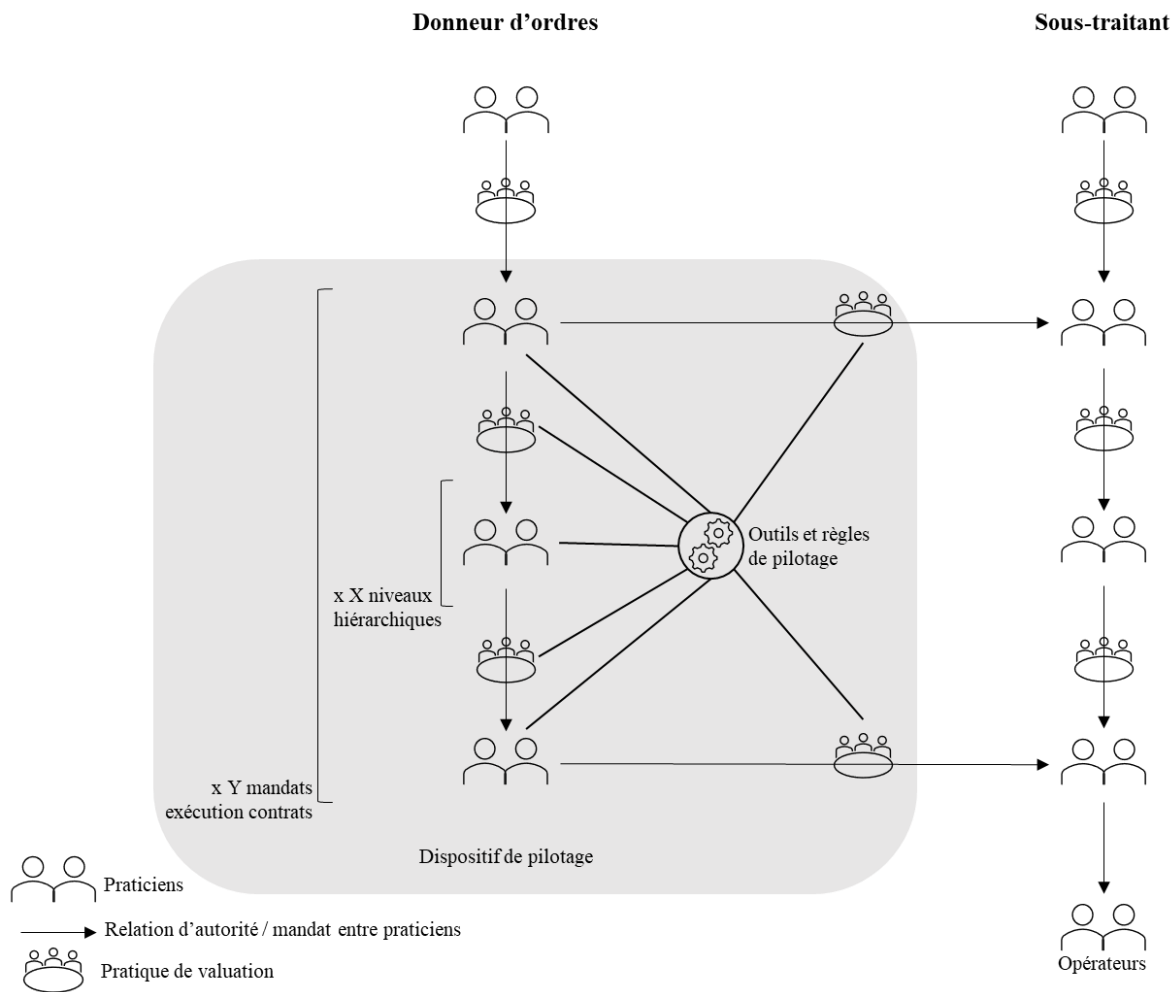 Donneur d’ordres
Sous-traitant
Outils et règles
de pilotage
x X niveaux
hiérarchiques
x Y mandats
exécution contrats
Dispositif de pilotage
Praticiens
Relation d’autorité / mandat entre praticiens
Pratique de valuation
Opérateurs